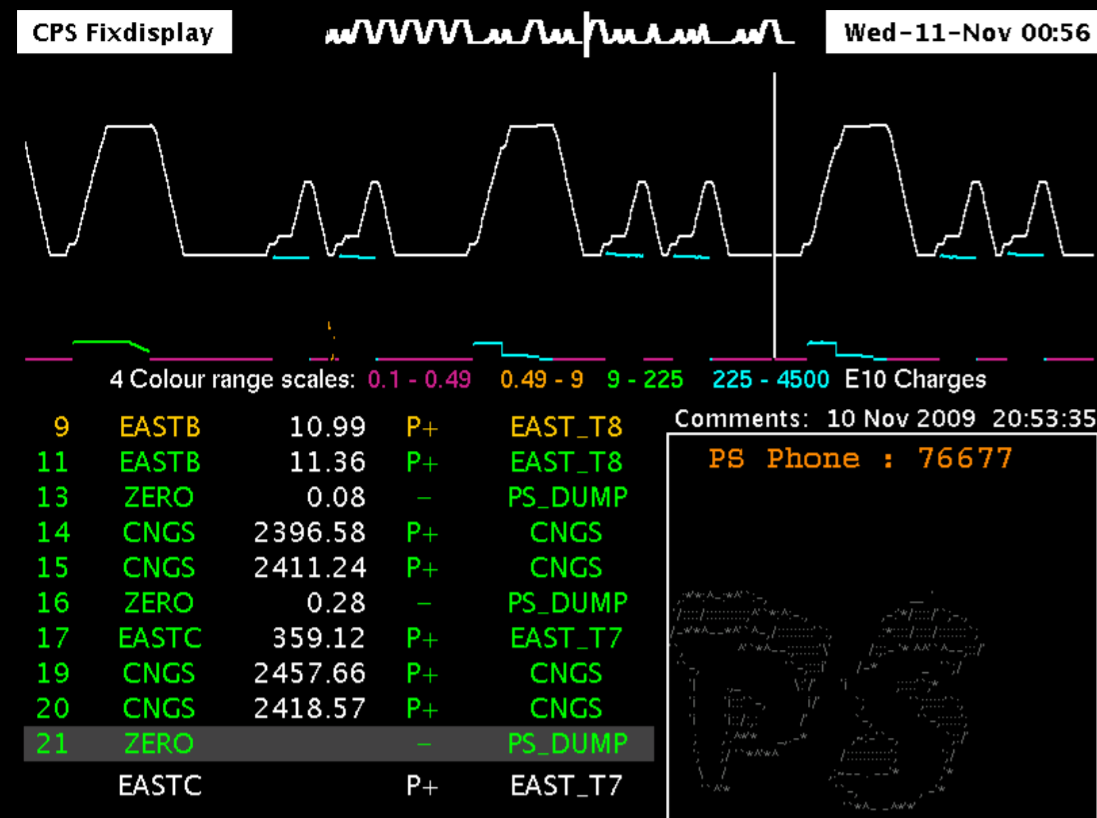 CPS Fixdisplay
Wed-11-Nov 00:56
4 Colour range scales: 0.1 - 0.49 0.49 - 9 9 - 225 225 - 4500 E10 Charges
9 EASTB 10.99 P+ EAST_T8
11 EASTB 11.36 P+ EAST_T8
13 ZERO 0.08 − PS_DUMP
14 CNGS 2396.58 P+ CNGS
15 CNGS 2411.24 P+ CNGS
16 ZERO 0.28 − PS_DUMP
17 EASTC 359.12 P+ EAST_T7
19 CNGS 2457.66 P+ CNGS
20 CNGS 2418.57 P+ CNGS
21 ZERO − PS_DUMP
EASTC P+ EAST_T7
Comments: 10 Nov 2009 20:53:35
PS Phone : 76677
PS